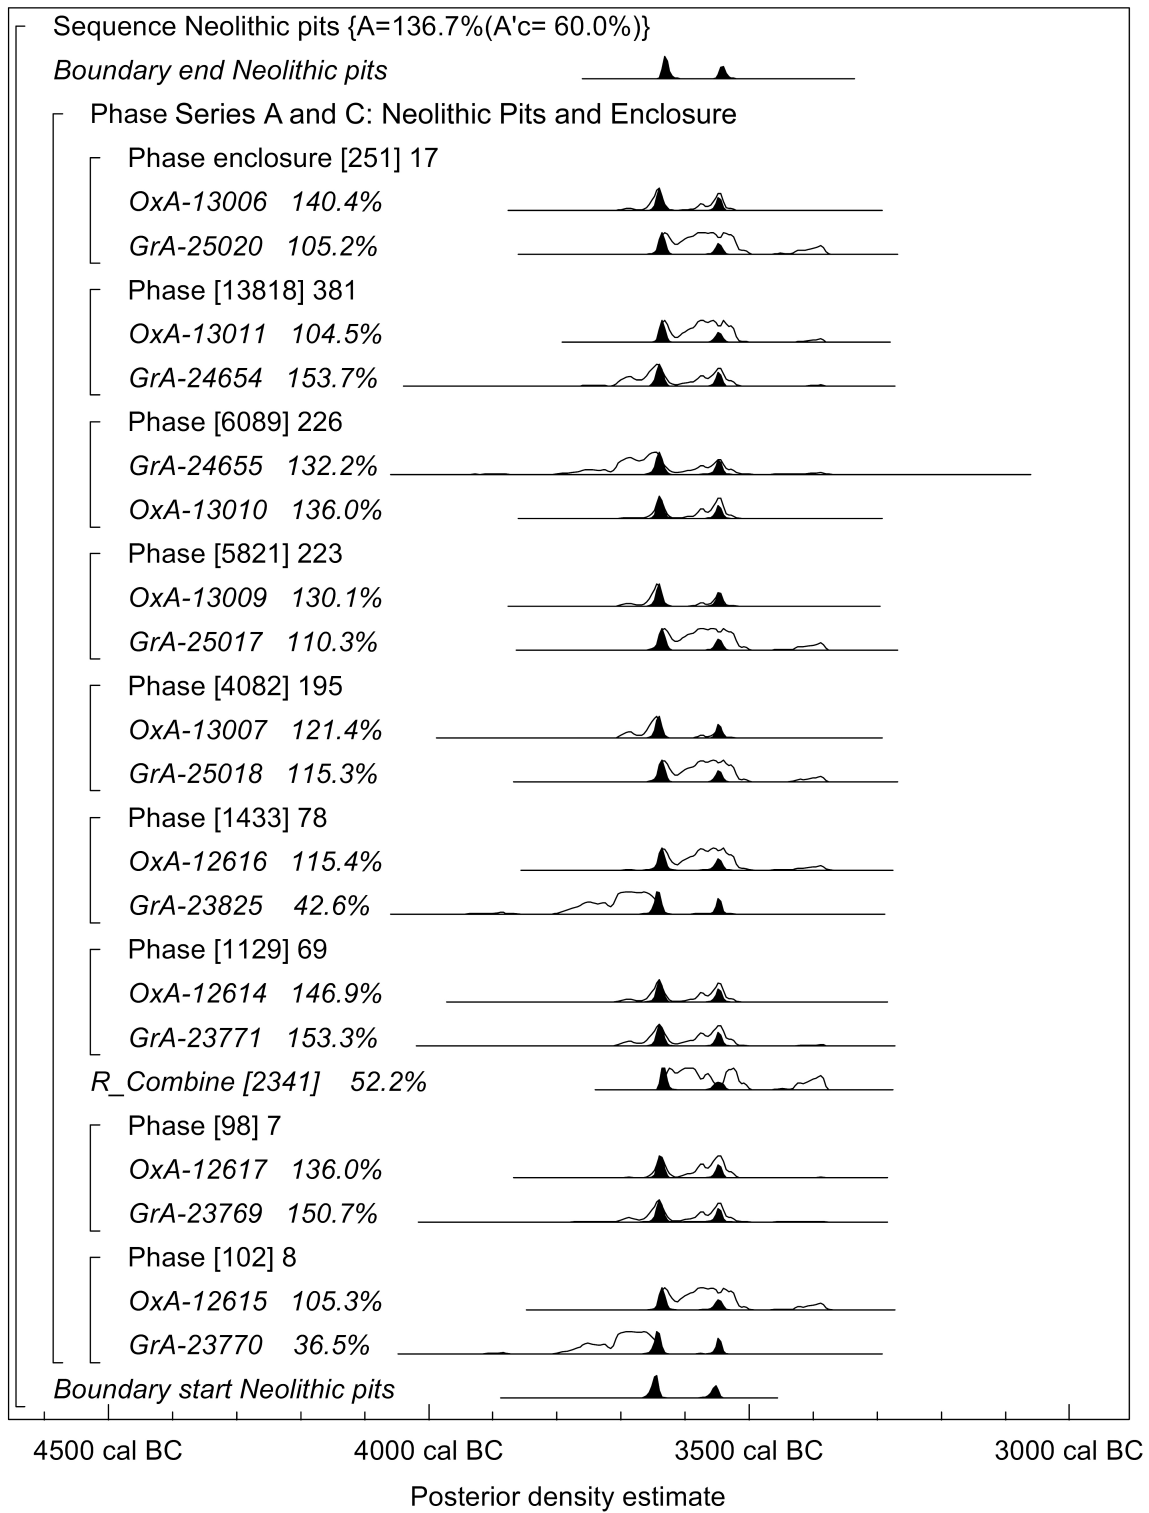 Sequence Neolithic pits {A=136.7%(A'c= 60.0%)}
Boundary end Neolithic pits
Phase Series A and C: Neolithic Pits and Enclosure
Phase enclosure [251] 17
OxA-13006 140.4%
GrA-25020 105.2%
Phase [13818] 381
OxA-13011 104.5%
GrA-24654 153.7%
Phase [6089] 226
GrA-24655 132.2%
OxA-13010 136.0%
Phase [5821] 223
OxA-13009 130.1%
GrA-25017 110.3%
Phase [4082] 195
OxA-13007 121.4%
GrA-25018 115.3%
Phase [1433] 78
OxA-12616 115.4%
GrA-23825 42.6%
Phase [1129] 69
OxA-12614 146.9%
GrA-23771 153.3%
R_Combine [2341] 52.2%
Phase [98] 7
OxA-12617 136.0%
GrA-23769 150.7%
Phase [102] 8
OxA-12615 105.3%
GrA-23770 36.5%
Boundary start Neolithic pits
4500 cal BC 4000 cal BC 3500 cal BC 3000 cal BC
Posterior density estimate